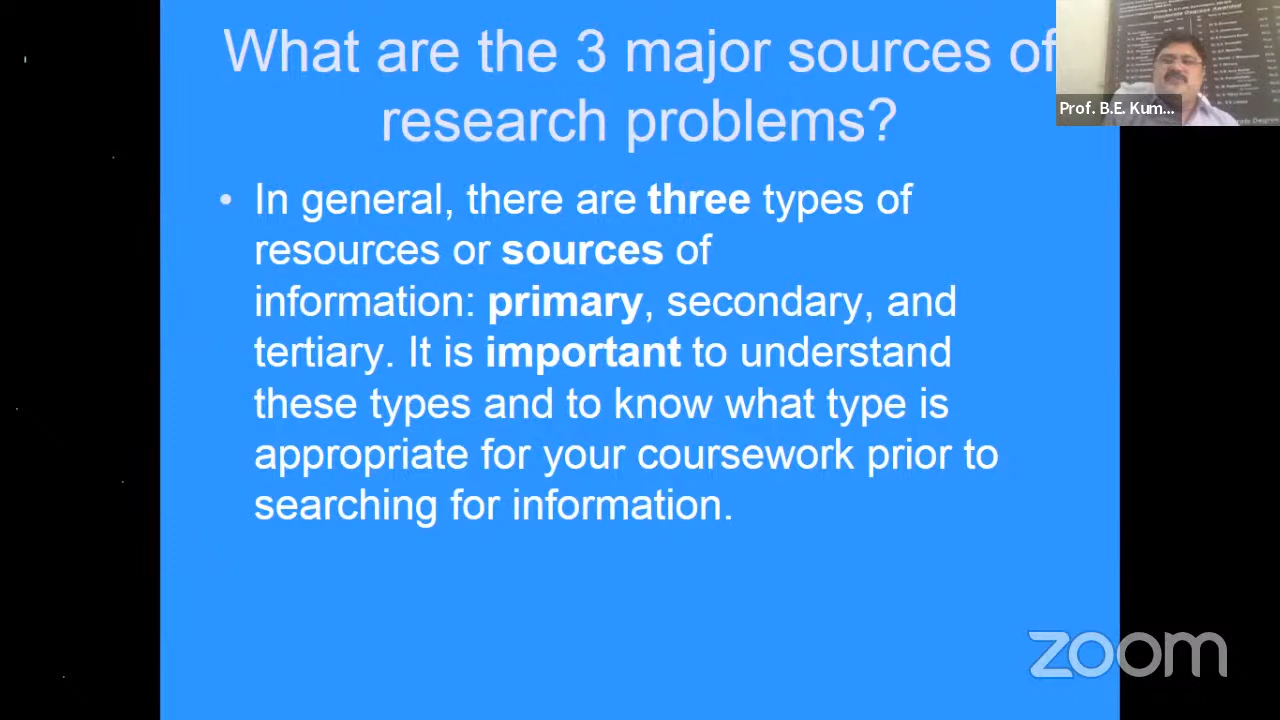 What are the 3 major sources of
research problems?
• In general, there are three types of
resources or sources of
information: primary, secondary, and
tertiary. It is important to understand
these types and to know what type is
appropriate for your coursework prior to
searching for information.
Prof. B.E. Kum...
zoom